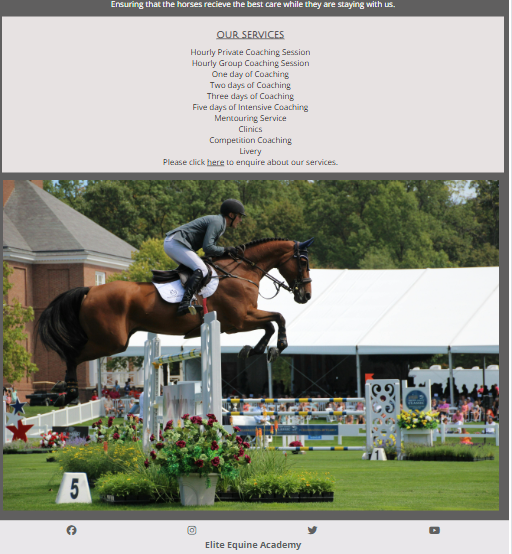 Ensuring that the horses recieve the best care while they are staying with us.
OUR SERVICES
Hourly Private Coaching Session
Hourly Group Coaching Session
One day of Coaching
Two days of Coaching
Three days of Coaching
Five days of Intensive Coaching
Mentouring Service
Clinics
Competition Coaching
Livery
Please click here to enquire about our services.
5
Elite Equine Academy